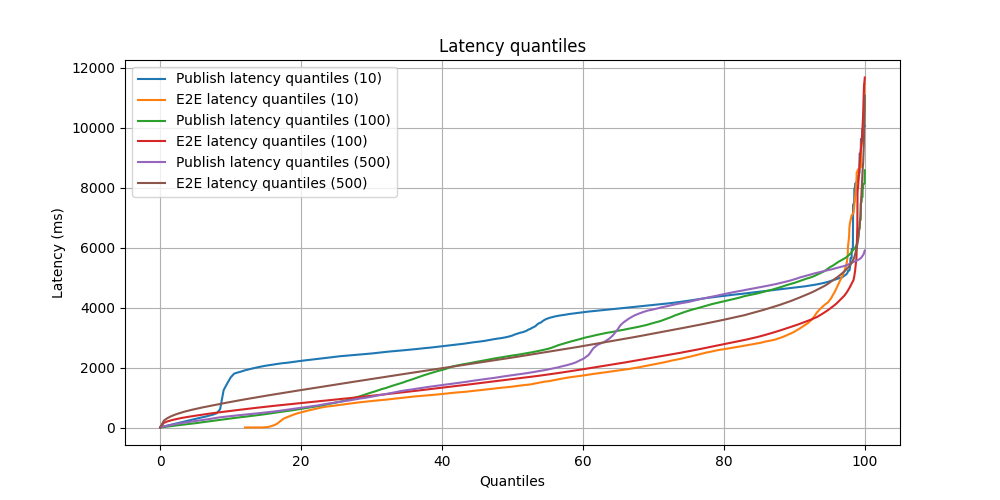 Latency quantiles
Publish latency quantiles (10)
E2E latency quantiles (10)
Publish latency quantiles (100)
E2E latency quantiles (100)
Publish latency quantiles (500)
E2E latency quantiles (500)
Latency (ms)
12000
10000
8000
6000
4000
2000
0
0 20 40 60 80 100
Quantiles